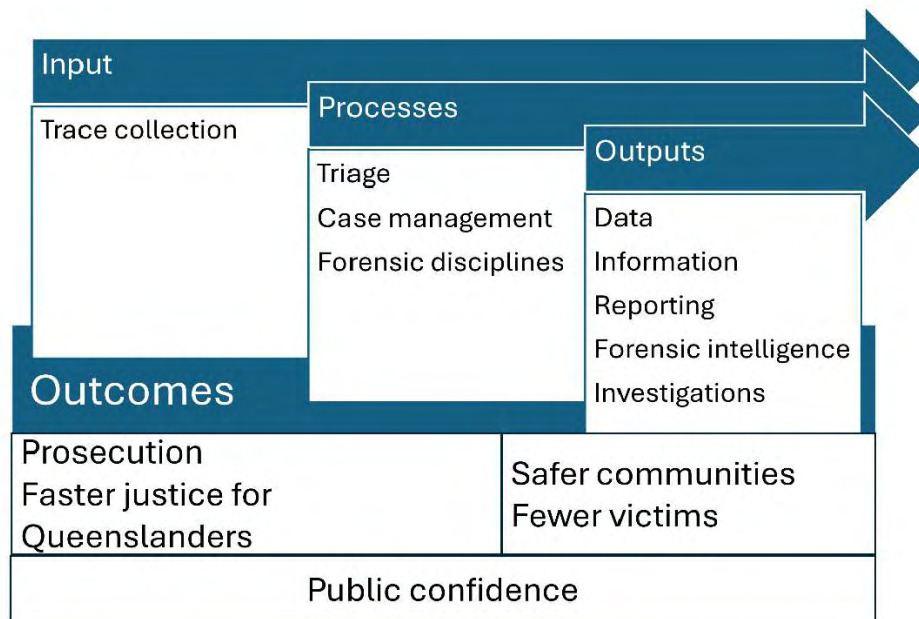 Input
Trace collection
Processes
Triage
Case management
Forensic disciplines
Outputs
Data
Information
Reporting
Forensic intelligence
Investigations
Outcomes
Prosecution
Faster justice for
Queenslanders
Safer communities
Fewer victims
Public confidence